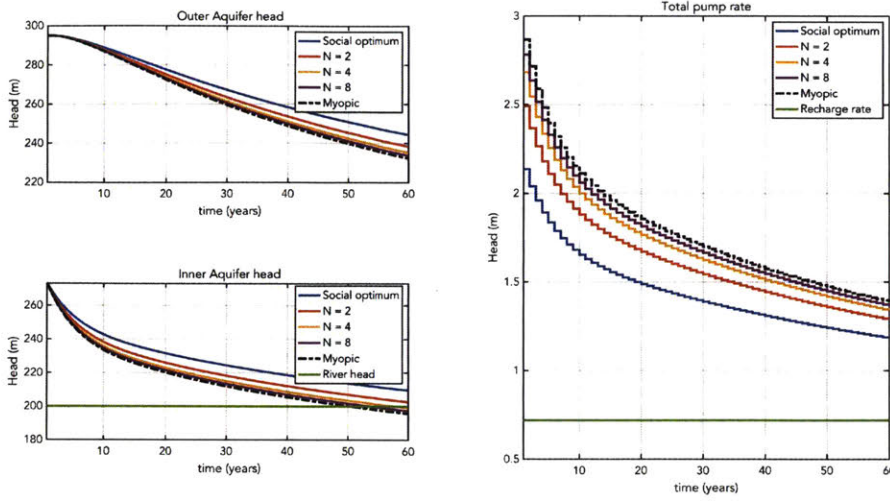 Outer Aquifer head
300
280
260
240
220
Head (m)
10 20 30 40 50 60
time (years)
Social optimum
N = 2
N = 4
N = 8
Myopic
Inner Aquifer head
260
240
220
200
180
Head (m)
10 20 30 40 50 60
time (years)
Social optimum
N = 2
N = 4
N = 8
Myopic
River head
Total pump rate
3
2.5
2
1.5
1
0.5
Head (m)
10 20 30 40 50 60
time (years)
Social optimum
N = 2
N = 4
N = 8
Myopic
Recharge rate